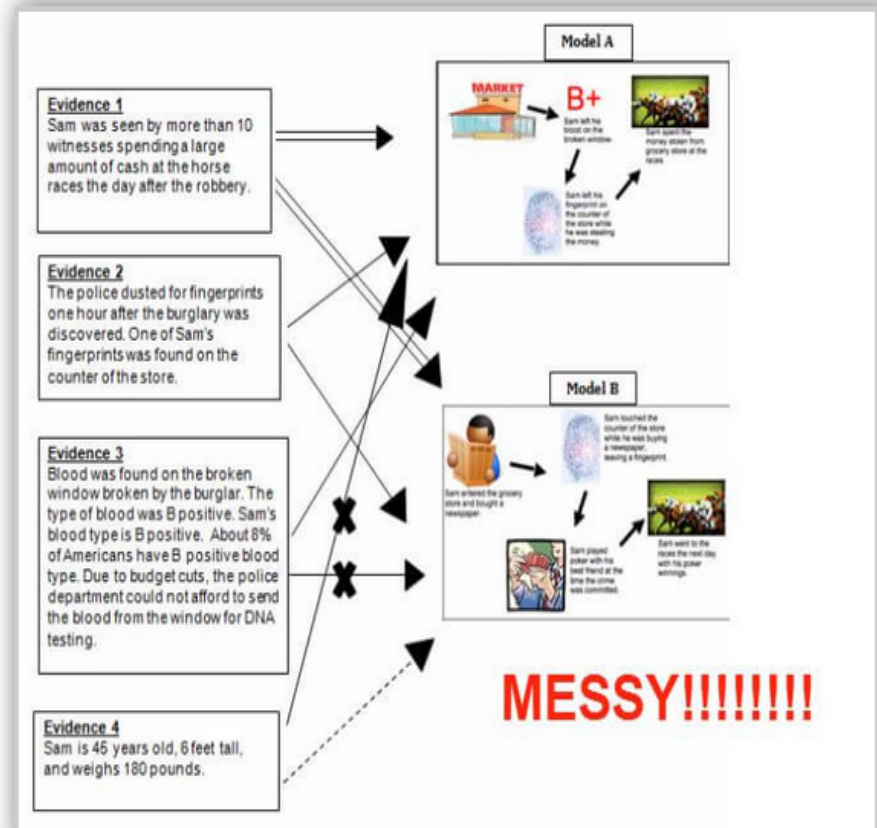 Model A
MARKET
B+
Sam left his
blood on the
broken window.
Sam spent the
money stolen from
grocery store at the
races.
Sam left his
fingerprint on
the counter of
the store while
he was stealing
the money.
Evidence 1
Sam was seen by more than 10
witnesses spending a large
amount of cash at the horse
races the day after the robbery.
Evidence 2
The police dusted for fingerprints
one hour after the burglary was
discovered. One of Sam's
fingerprints was found on the
counter of the store.
Model B
Sam touched the
counter of the store
while he was buying
a newspaper,
leaving a fingerprint.
Sam entered the grocery
store and bought a
newspaper.
Sam played
poker with his
best friend at the
time the crime
was committed.
Sam went to the
races the next day
with his poker
winnings.
Evidence 3
Blood was found on the broken
window broken by the burglar. The
type of blood was B positive. Sam's
blood type is B positive. About 8%
of Americans have B positive blood
type. Due to budget cuts, the police
department could not afford to send
the blood from the window for DNA
testing.
MESSY!!!!!!!!
Evidence 4
Sam is 45 years old, 6 feet tall,
and weighs 180 pounds.